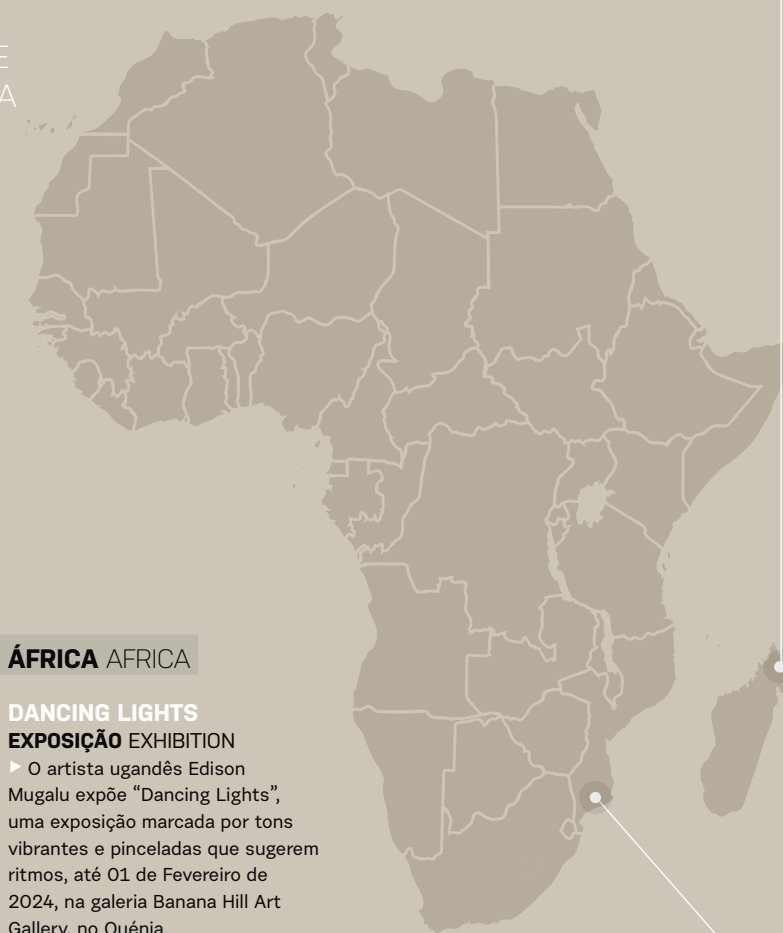 E
A
ÁFRICA AFRICA
DANCING LIGHTS
EXPOSIÇÃO EXHIBITION
O artista ugandês Edison
Mugalu expõe “Dancing Lights”,
uma exposição marcada por tons
vibrantes e pinceladas que sugerem
ritmos, até 01 de Fevereiro de
2024, na galeria Banana Hill Art
Gallery, no Quénia